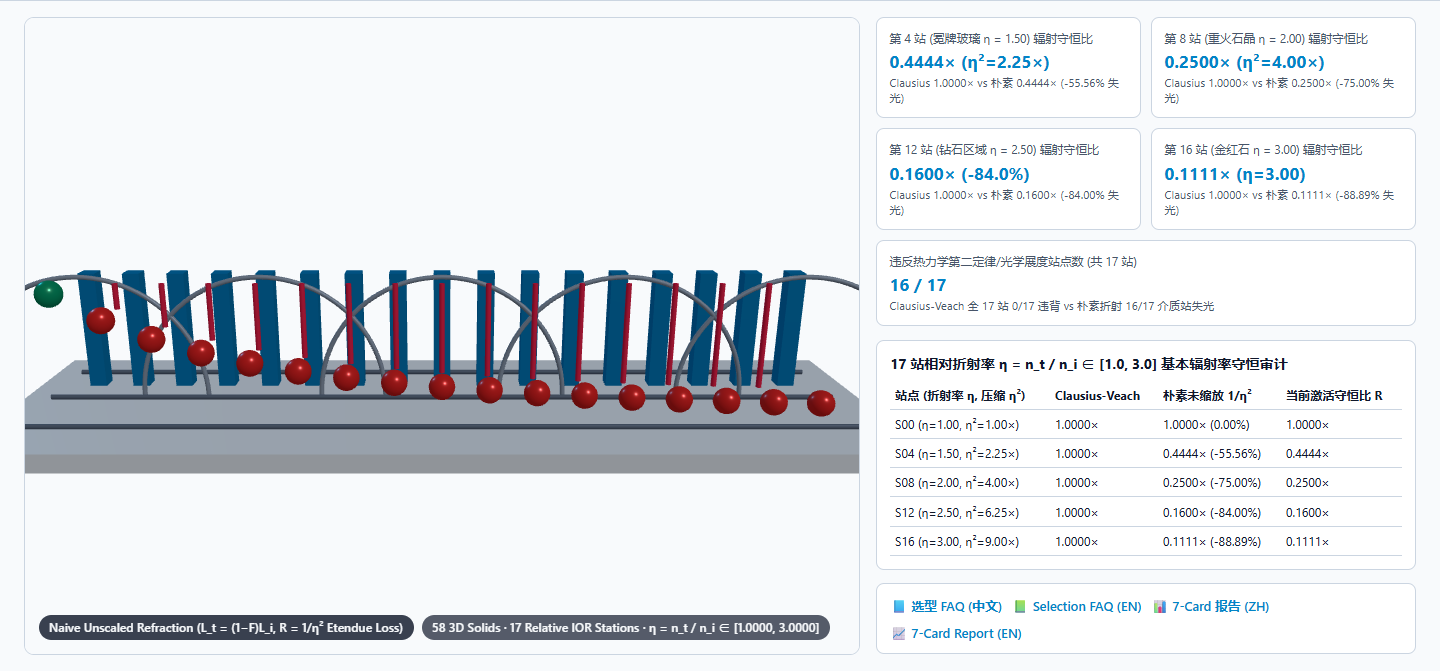 第 4 站 (冕牌玻璃 η = 1.50) 辐射守恒比
0.4444× (η²=2.25×)
Clausius 1.0000× vs 朴素 0.4444× (-55.56% 失
光)
第 8 站 (重火石晶 η = 2.00) 辐射守恒比
0.2500× (η²=4.00×)
Clausius 1.0000× vs 朴素 0.2500× (-75.00% 失
光)
第 12 站 (钻石区域 η = 2.50) 辐射守恒比
0.1600× (-84.0%)
Clausius 1.0000× vs 朴素 0.1600× (-84.00% 失
光)
第 16 站 (金红石 η = 3.00) 辐射守恒比
0.1111× (η=3.00)
Clausius 1.0000× vs 朴素 0.1111× (-88.89% 失
光)
违反热力学第二定律/光学展度站点数 (共 17 站)
16 / 17
Clausius-Veach 全 17 站 0/17 违背 vs 朴素折射 16/17 介质站失光
17 站相对折射率 η = n_t / n_i ∈ [1.0, 3.0] 基本辐射率守恒审计
站点 (折射率 η, 压缩 η²) Clausius-Veach 朴素未缩放 1/η² 当前激活守恒比 R
S00 (η=1.00, η²=1.00×) 1.0000× 1.0000× (0.00%) 1.0000×
S04 (η=1.50, η²=2.25×) 1.0000× 0.4444× (-55.56%) 0.4444×
S08 (η=2.00, η²=4.00×) 1.0000× 0.2500× (-75.00%) 0.2500×
S12 (η=2.50, η²=6.25×) 1.0000× 0.1600× (-84.00%) 0.1600×
S16 (η=3.00, η²=9.00×) 1.0000× 0.1111× (-88.89%) 0.1111×
选型 FAQ (中文) Selection FAQ (EN) 7-Card 报告 (ZH)
7-Card Report (EN)
Naive Unscaled Refraction (L_t = (1−F)L_i, R = 1/η² Etendue Loss)
58 3D Solids · 17 Relative IOR Stations · η = n_t / n_i ∈ [1.0000, 3.0000]